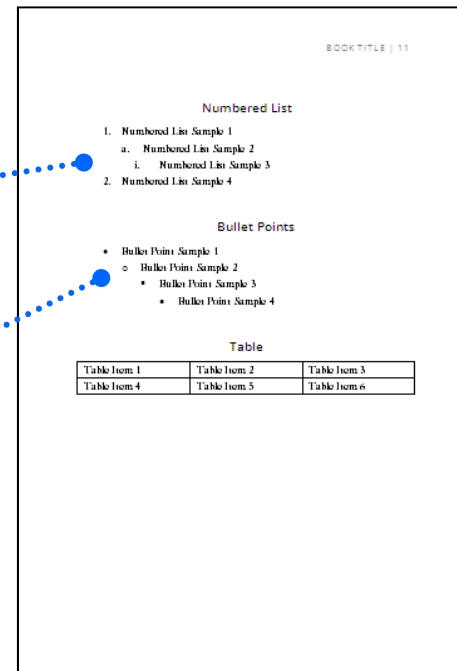 BOOK TITLE | 11
Numbered List
1. Numbered List Sample 1
a. Numbered List Sample 2
i. Numbered List Sample 3
2. Numbered List Sample 4
Bullet Points
• Bullet Point Sample 1
o Bullet Point Sample 2
▪ Bullet Point Sample 3
• Bullet Point Sample 4
Table
Table Item 1 Table Item 2 Table Item 3
Table Item 4 Table Item 5 Table Item 6